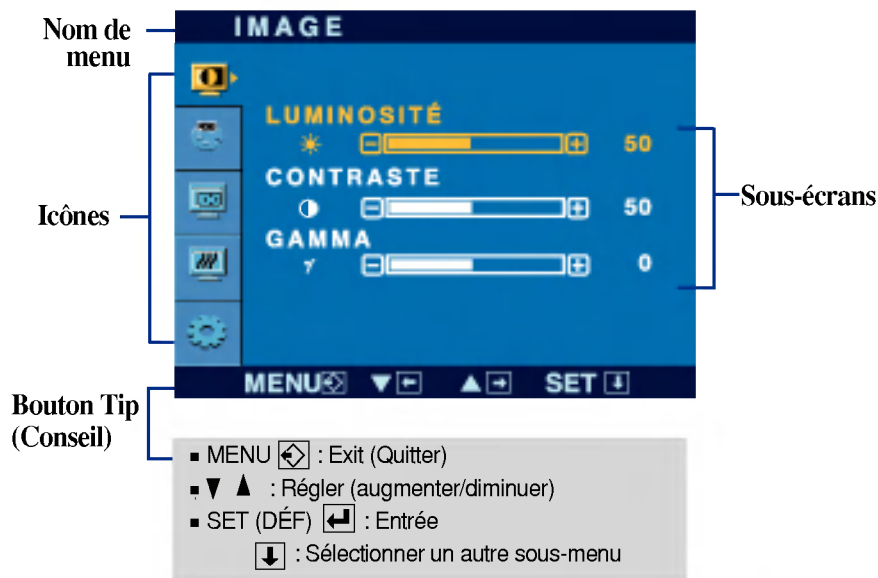 Nom de
menu
IMAGE
LUMINOSITÉ
50
CONTRASTE
50
GAMMA
0
Icônes
Sous-écrans
MENU ▼ ▲ SET
Bouton Tip
(Conseil)
▪ MENU : Exit (Quitter)
▪ ▼ ▲ : Régler (augmenter/diminuer)
▪ SET (DÉF) : Entrée
: Sélectionner un autre sous-menu